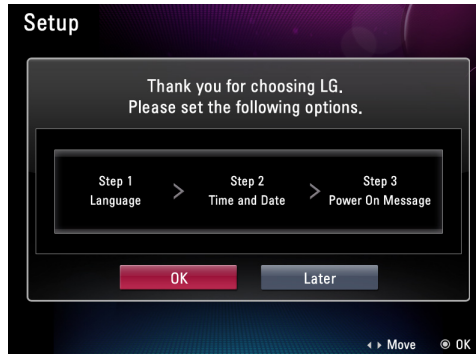 Setup
Thank you for choosing LG.
Please set the following options.
Step 1
Language
>
Step 2
Time and Date
>
Step 3
Power On Message
OK
Later
Move
OK